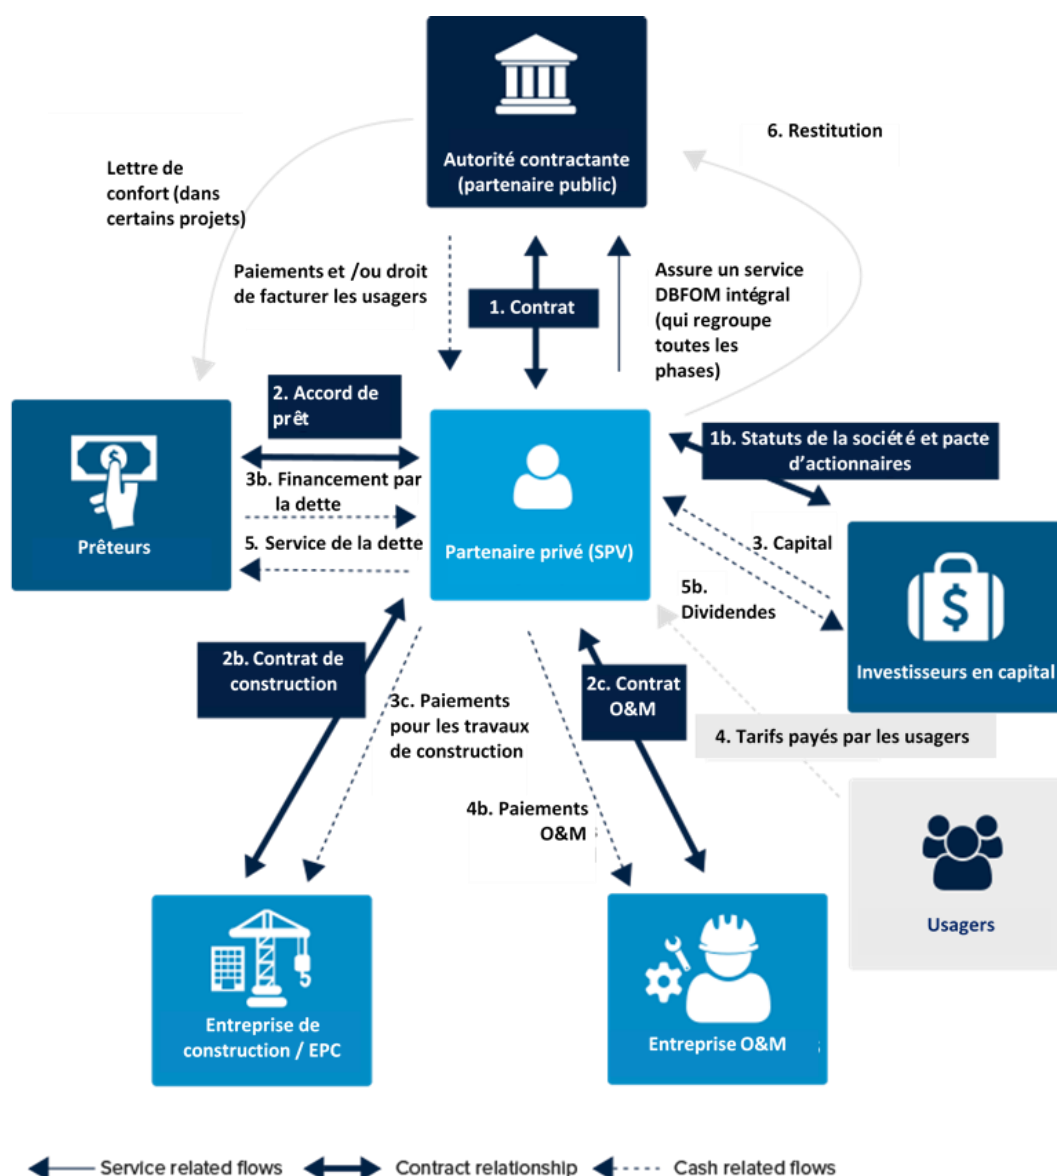 Autorité contractante
(partenaire public)
6. Restitution
Lettre de
confort (dans
certains projets)
Paiements et /ou droit
de facturer les usagers
1. Contrat
Assure un service
DBFOM intégral
(qui regroupe
toutes les
phases)
2. Accord de
prêt
1b. Statuts de la société et pacte
d'actionnaires
3b. Financement par
la dette
Prêteurs
5. Service de la dette
Partenaire privé (SPV)
3. Capital
5b.
Dividendes
Investisseurs en capital
2b. Contrat de
construction
2c. Contrat
O&M
3c. Paiements
pour les travaux
de construction
4. Tarifs payés par les usagers
4b. Paiements
O&M
Usagers
Entreprise de
construction / EPC
Entreprise O&M
Service related flows
Contract relationship
Cash related flows